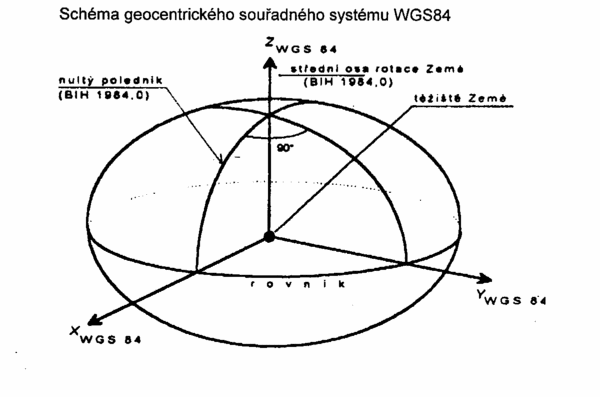 Schéma geocentrického souřadného systému WGS84
Z WGS 84
střední osa rotace Země
(BIH 1984,0)
nultý poledník
(BIH 1984,0)
těžiště Země
90°
rovník
Y WGS 84
X WGS 84